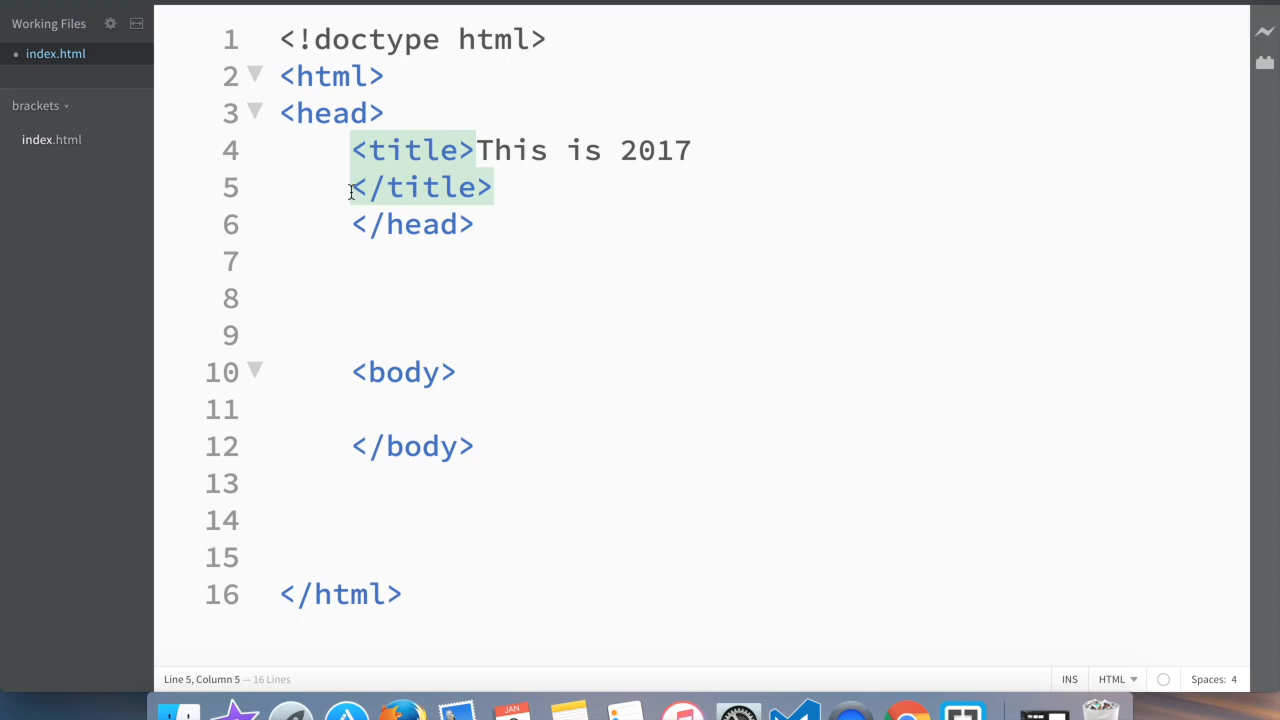 Working Files
index.html
brackets
index.html
1 <!doctype html>
2 <html>
3 <head>
4 <title>This is 2017
5 </title>
6 </head>
7
8
9
10 <body>
11
12 </body>
13
14
15
16 </html>
Line 5, Column 5 — 16 Lines
INS
HTML
Spaces: 4
JAN